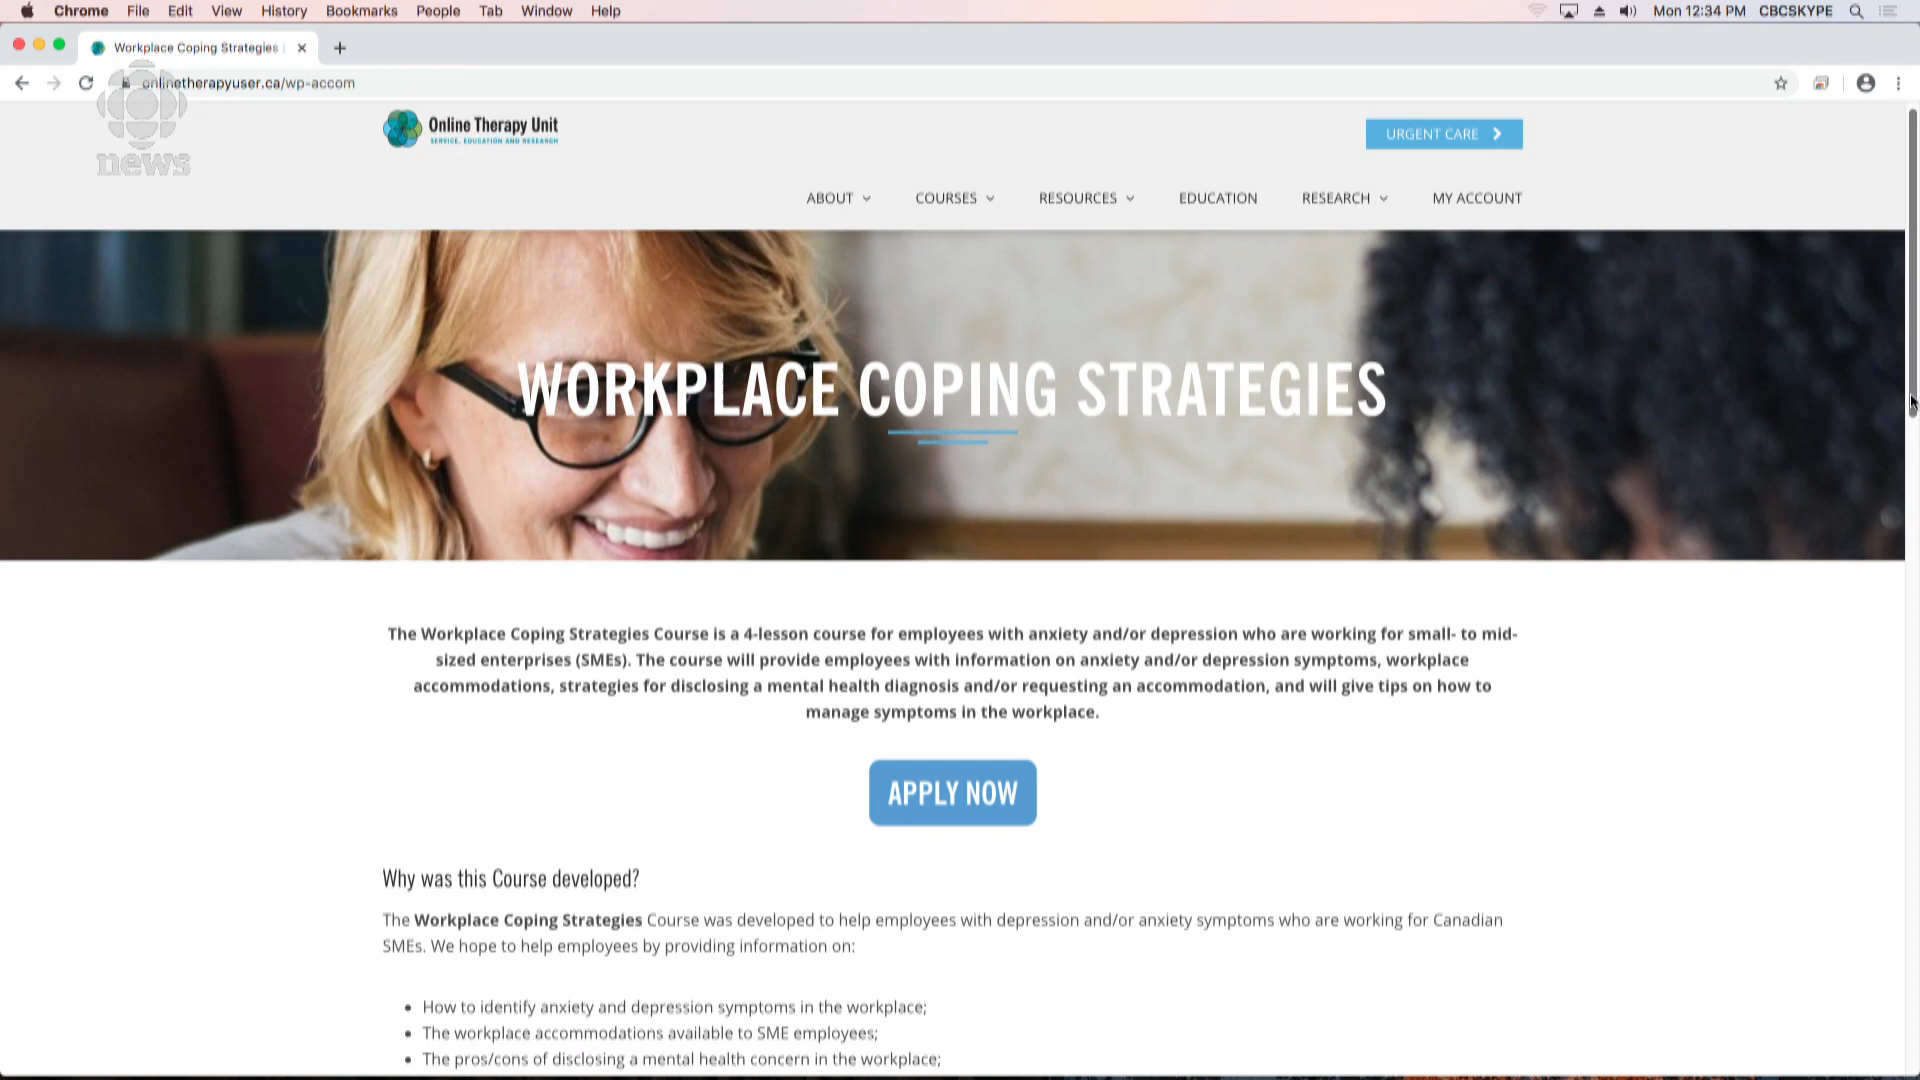 Chrome File Edit View History Bookmarks People Tab Window Help Mon 12:34 PM CBCSKYPE
Workplace Coping Strategies
onlinetherapyuser.ca/wp-accom
news
Online Therapy Unit
SERVICE, EDUCATION AND RESEARCH
URGENT CARE
ABOUT COURSES RESOURCES EDUCATION RESEARCH MY ACCOUNT
WORKPLACE COPING STRATEGIES
The Workplace Coping Strategies Course is a 4-lesson course for employees with anxiety and/or depression who are working for small- to mid-
sized enterprises (SMEs). The course will provide employees with information on anxiety and/or depression symptoms, workplace
accommodations, strategies for disclosing a mental health diagnosis and/or requesting an accommodation, and will give tips on how to
manage symptoms in the workplace.
APPLY NOW
Why was this Course developed?
The Workplace Coping Strategies Course was developed to help employees with depression and/or anxiety symptoms who are working for Canadian
SMEs. We hope to help employees by providing information on:
• How to identify anxiety and depression symptoms in the workplace;
• The workplace accommodations available to SME employees;
• The pros/cons of disclosing a mental health concern in the workplace;